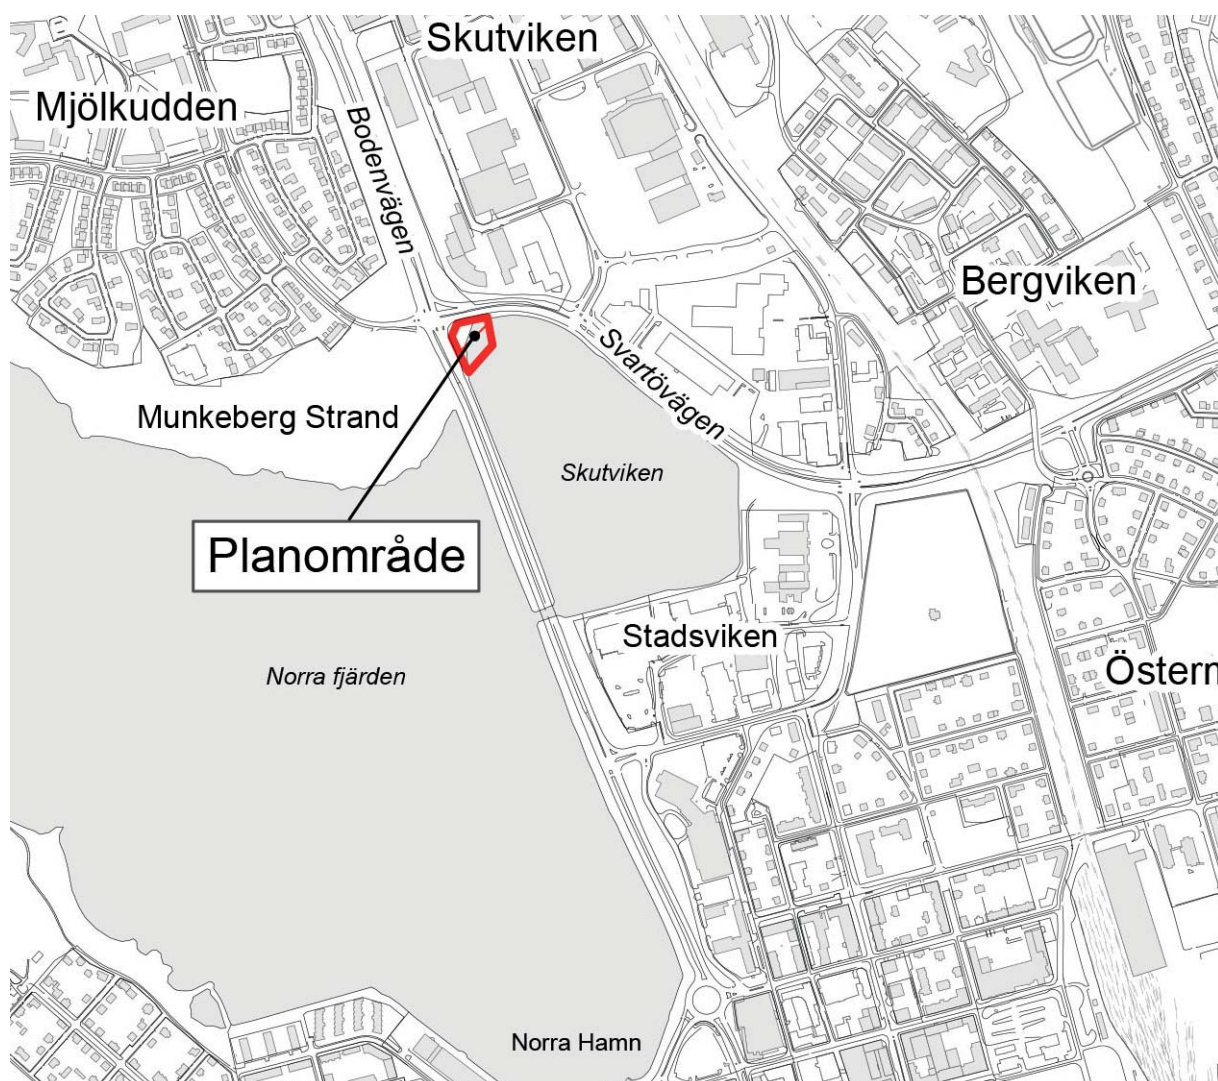 Skutviken
Mjölkudden
Bodenvägen
Bergviken
Svartövägen
Munkeberg Strand
Skutviken
Planområde
Stadsviken
Östern
Norra fjärden
Norra Hamn